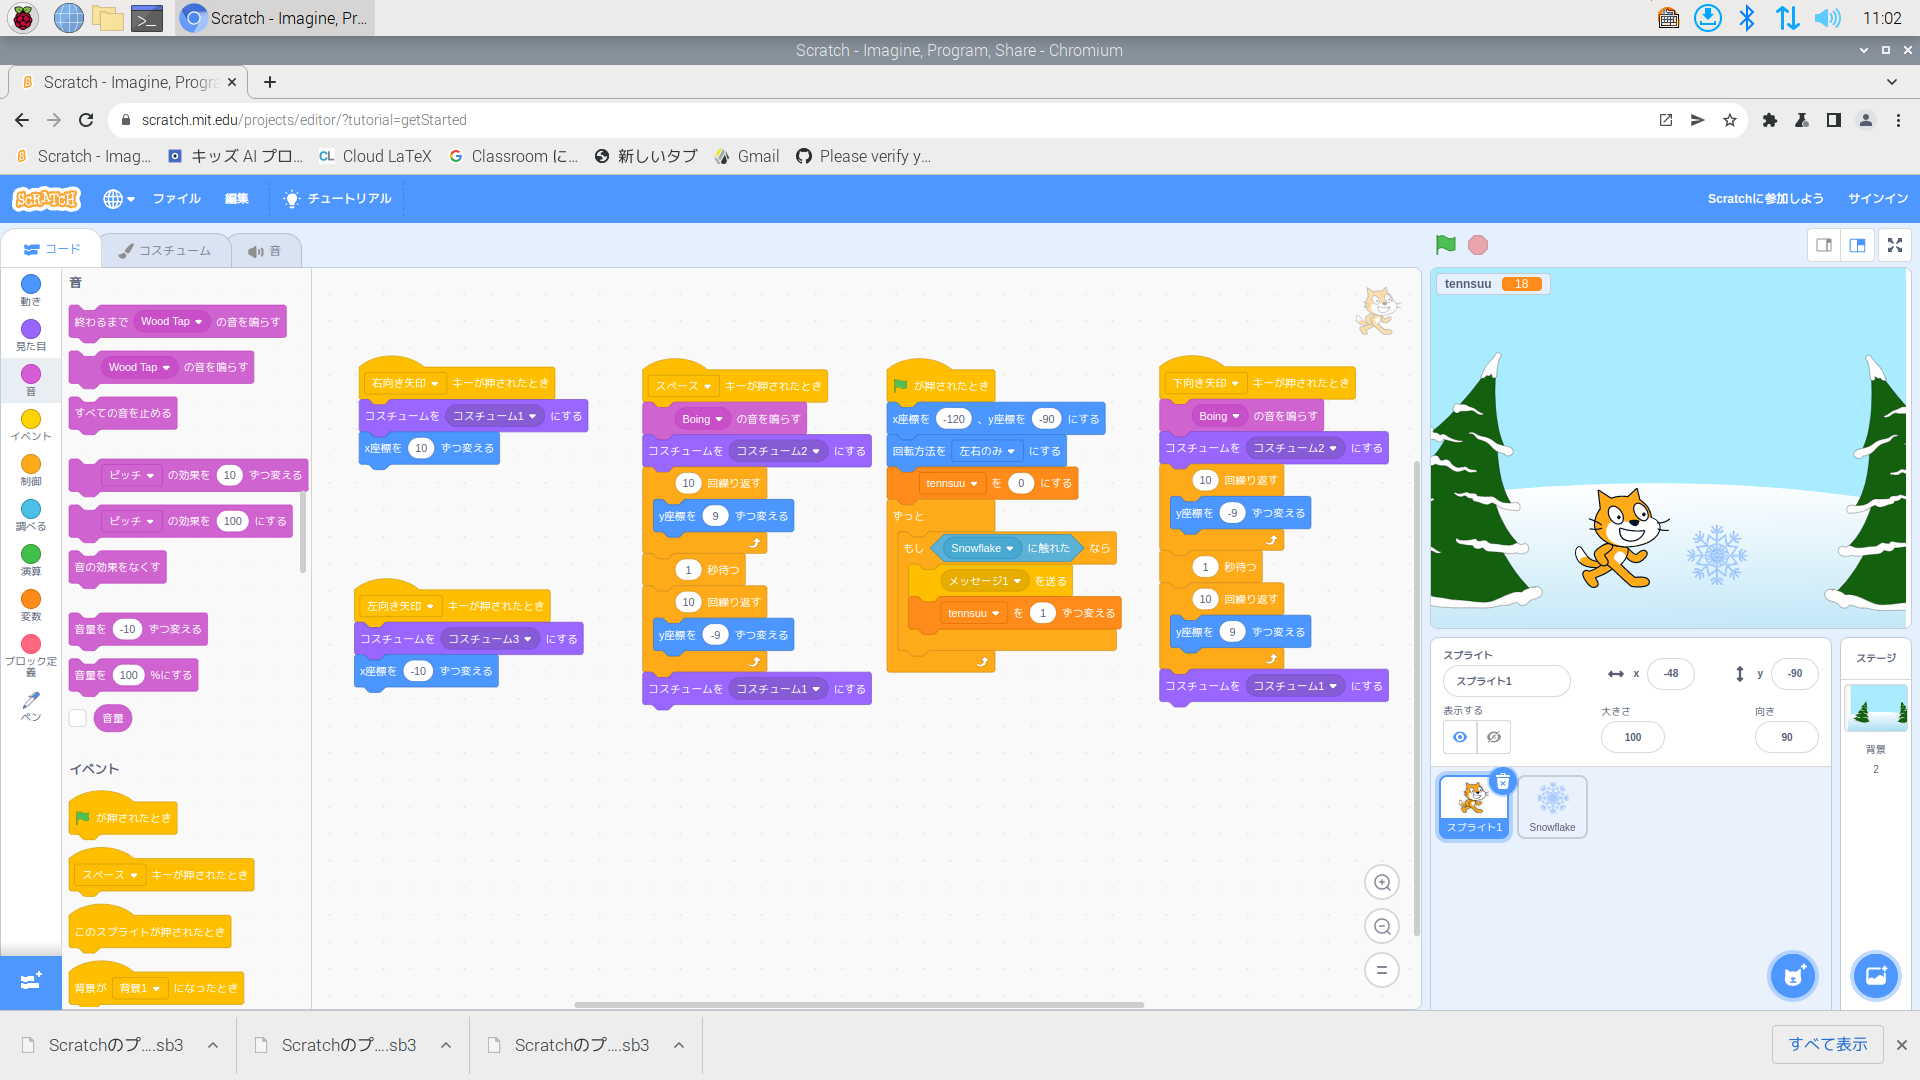 Scratch - Imagine, Pr...
11:02
Scratch - Imagine, Program, Share - Chromium
Scratch - Imagine, Progra
scratch.mit.edu/projects/editor/?tutorial=getStarted
Scratch - Imag...
キッズ AI プロ...
CL Cloud LaTeX
Classroom に...
新しいタブ
Gmail
Please verify y...
SCRATCH
ファイル
編集
チュートリアル
Scratchに参加しよう
サインイン
コード
コスチューム
音
動き
見た目
音
イベント
制御
調べる
演算
変数
ブロック定義
ペン
音
終わるまで Wood Tap の音を鳴らす
Wood Tap の音を鳴らす
すべての音を止める
ピッチ の効果を 10 ずつ変える
ピッチ の効果を 100 にする
音の効果をなくす
音量を -10 ずつ変える
音量を 100 %にする
音量
イベント
が押されたとき
スペース キーが押されたとき
このスプライトが押されたとき
背景が 背景1 になったとき
右向き矢印 キーが押されたとき
コスチュームを コスチューム1 にする
x座標を 10 ずつ変える
左向き矢印 キーが押されたとき
コスチュームを コスチューム3 にする
x座標を -10 ずつ変える
スペース キーが押されたとき
Boing の音を鳴らす
コスチュームを コスチューム2 にする
10 回繰り返す
y座標を 9 ずつ変える
1 秒待つ
10 回繰り返す
y座標を -9 ずつ変える
コスチュームを コスチューム1 にする
が押されたとき
x座標を -120 、y座標を -90 にする
回転方法を 左右のみ にする
tennsuu を 0 にする
ずっと
もし Snowflake に触れた なら
メッセージ1 を送る
tennsuu を 1 ずつ変える
下向き矢印 キーが押されたとき
Boing の音を鳴らす
コスチュームを コスチューム2 にする
10 回繰り返す
y座標を -9 ずつ変える
1 秒待つ
10 回繰り返す
y座標を 9 ずつ変える
コスチュームを コスチューム1 にする
tennsuu 18
スプライト
スプライト1
x -48
y -90
表示する
大きさ
100
向き
90
スプライト1
Snowflake
ステージ
背景
2
Scratchのプ....sb3
Scratchのプ....sb3
Scratchのプ....sb3
すべて表示